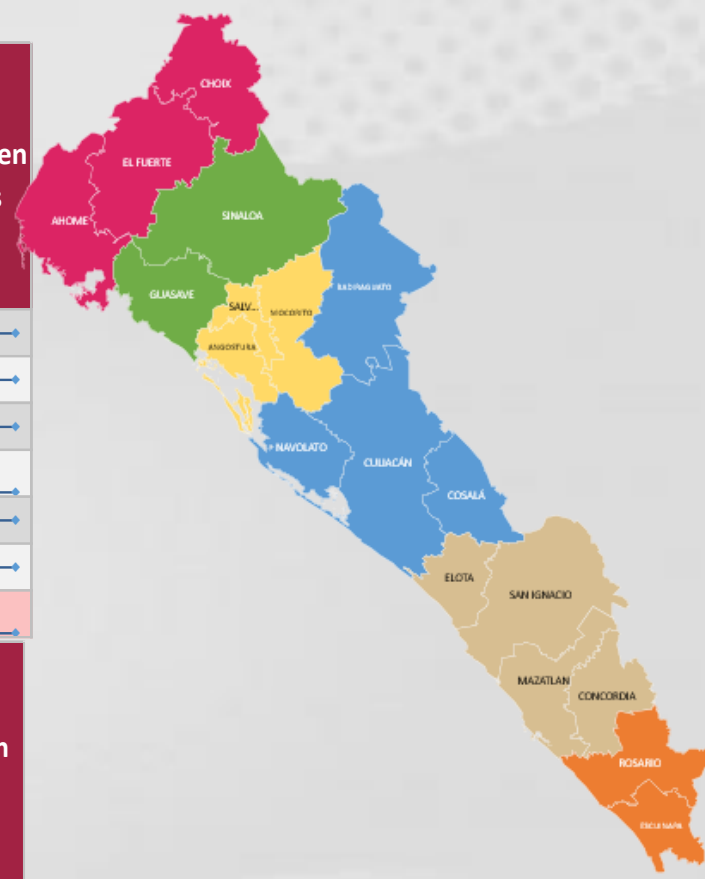 CHOIX
en
EL FUERTE
s
AHOME
SINALOA
BADIRAGUATO
GUASAVE
SALV...
MOCORITO
ANGOSTURA
NAVOLATO
CULIACÁN
COSALÁ
ELOTA
SAN IGNACIO
MAZATLAN
CONCORDIA
n
ROSARIO
ESCUINAPA